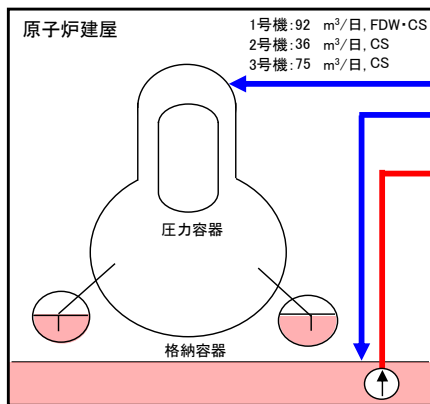 原子炉建屋
1号機:92 m³/日, FDW・CS
2号機:36 m³/日, CS
3号機:75 m³/日, CS
圧力容器
格納容器